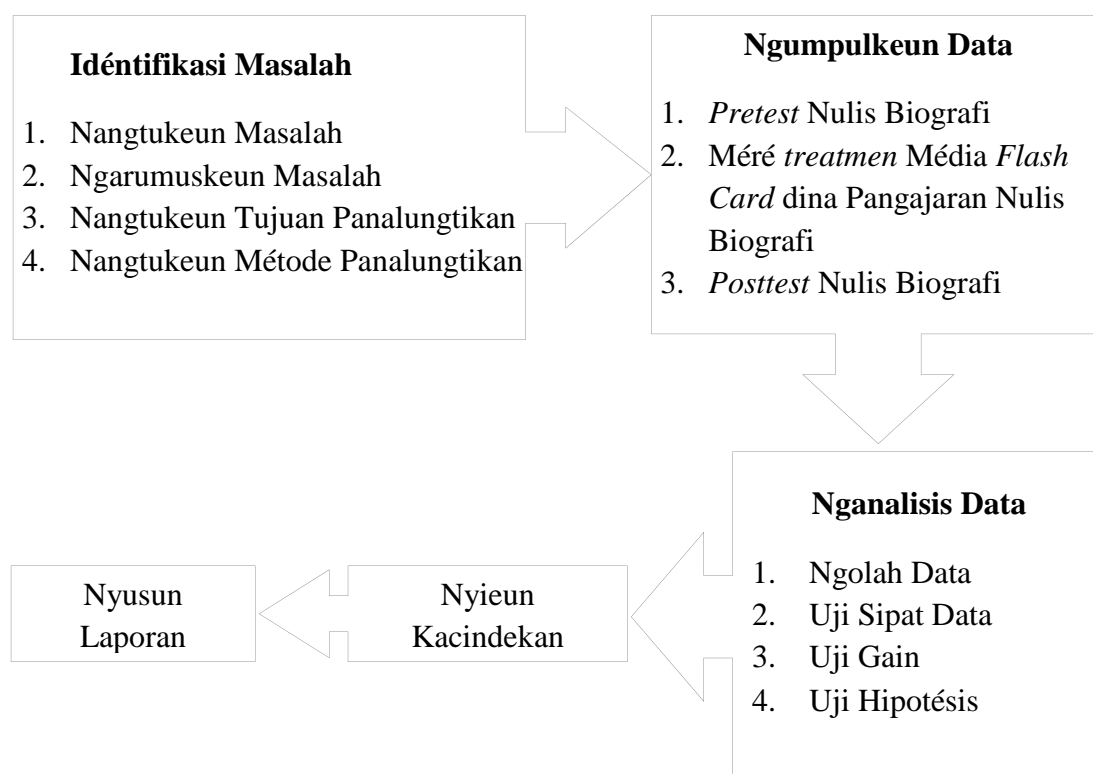 Idéntifikasi Masalah
1. Nangtukeun Masalah
2. Ngarumuskeun Masalah
3. Nangtukeun Tujuan Panalungtikan
4. Nangtukeun Métode Panalungtikan
Ngumpulkeun Data
1. Pretest Nulis Biografi
2. Méré treatmen Média Flash
Card dina Pangajaran Nulis
Biografi
3. Posttest Nulis Biografi
Nganalisis Data
1. Ngolah Data
2. Uji Sipat Data
3. Uji Gain
4. Uji Hipotésis
Nyieun
Kacindekan
Nyusun
Laporan